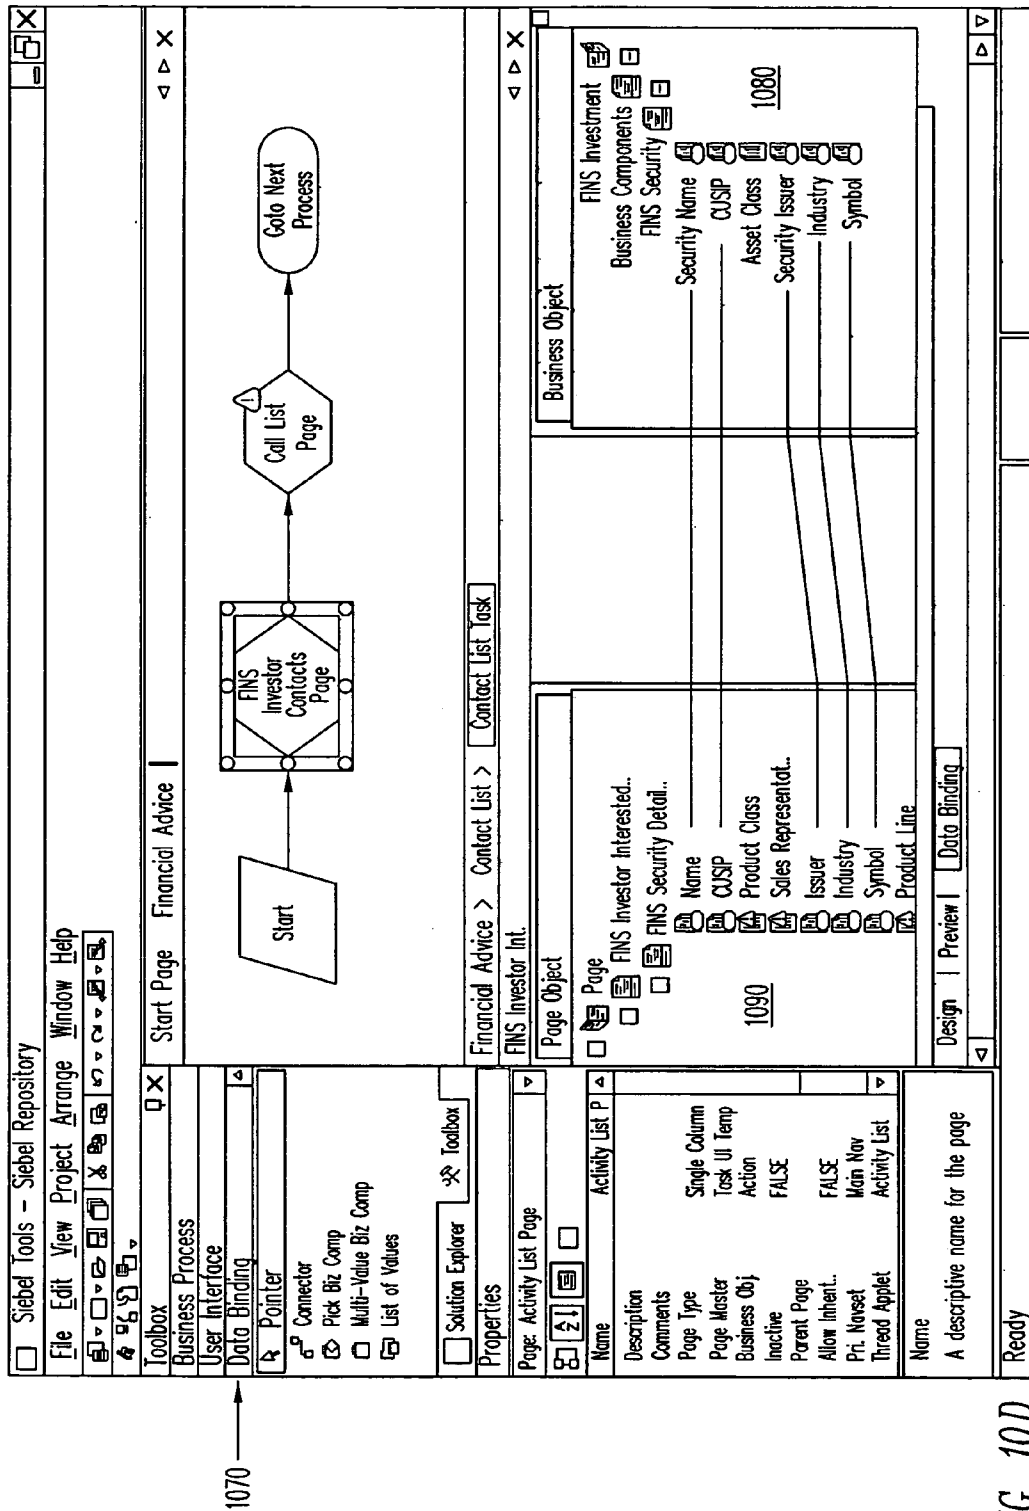 Siebel Tools – Siebel Repository
File Edit View Project Arrange Window Help
Toolbox
Business Process
User Interface
Data Binding
Pointer
Connector
Pick Biz Comp
Multi-Value Biz Comp
List of Values
Solution Explorer
Toolbox
Properties
Page: Activity List Page
Name Activity List P
Description
Comments
Page Type Single Column
Page Master Task UI Temp
Business Obj. Action
Inactive FALSE
Parent Page
Allow Inherit.. FALSE
Pri. Navset Main Nav
Thread Applet Activity List
Name
A descriptive name for the page
Ready
1070
Start Page Financial Advice
Start
FINS
Investor
Contacts
Page
Call List
Page
!
Goto Next
Process
Financial Advice > Contact List > Contact List Task
FINS Investor Int.
Page Object
Page
FINS Investor Interested..
FINS Security Detail..
Name
CUSIP
Product Class
Sales Representat..
Issuer
Industry
Symbol
Product Line
1090
Business Object
FINS Investment
Business Components
FINS Security
Security Name
CUSIP
Asset Class
Security Issuer
Industry
Symbol
1080
Design | Preview | Data Binding
G 10D